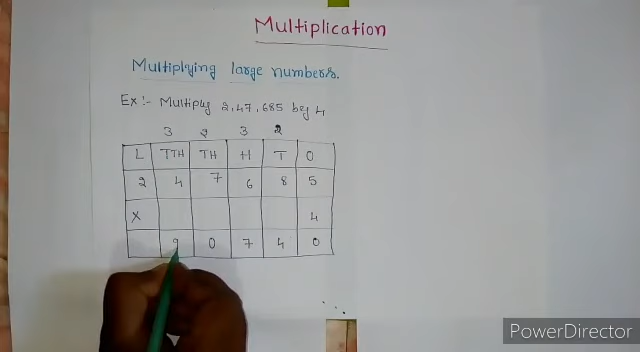 Multiplication
Multiplying large numbers.
Ex:- Multiply 2,47,685 by 4
3 2 3 2
L TTH TH H T O
2 4 7 6 8 5
X 4
9 0 7 4 0
POWERDIRECTOR